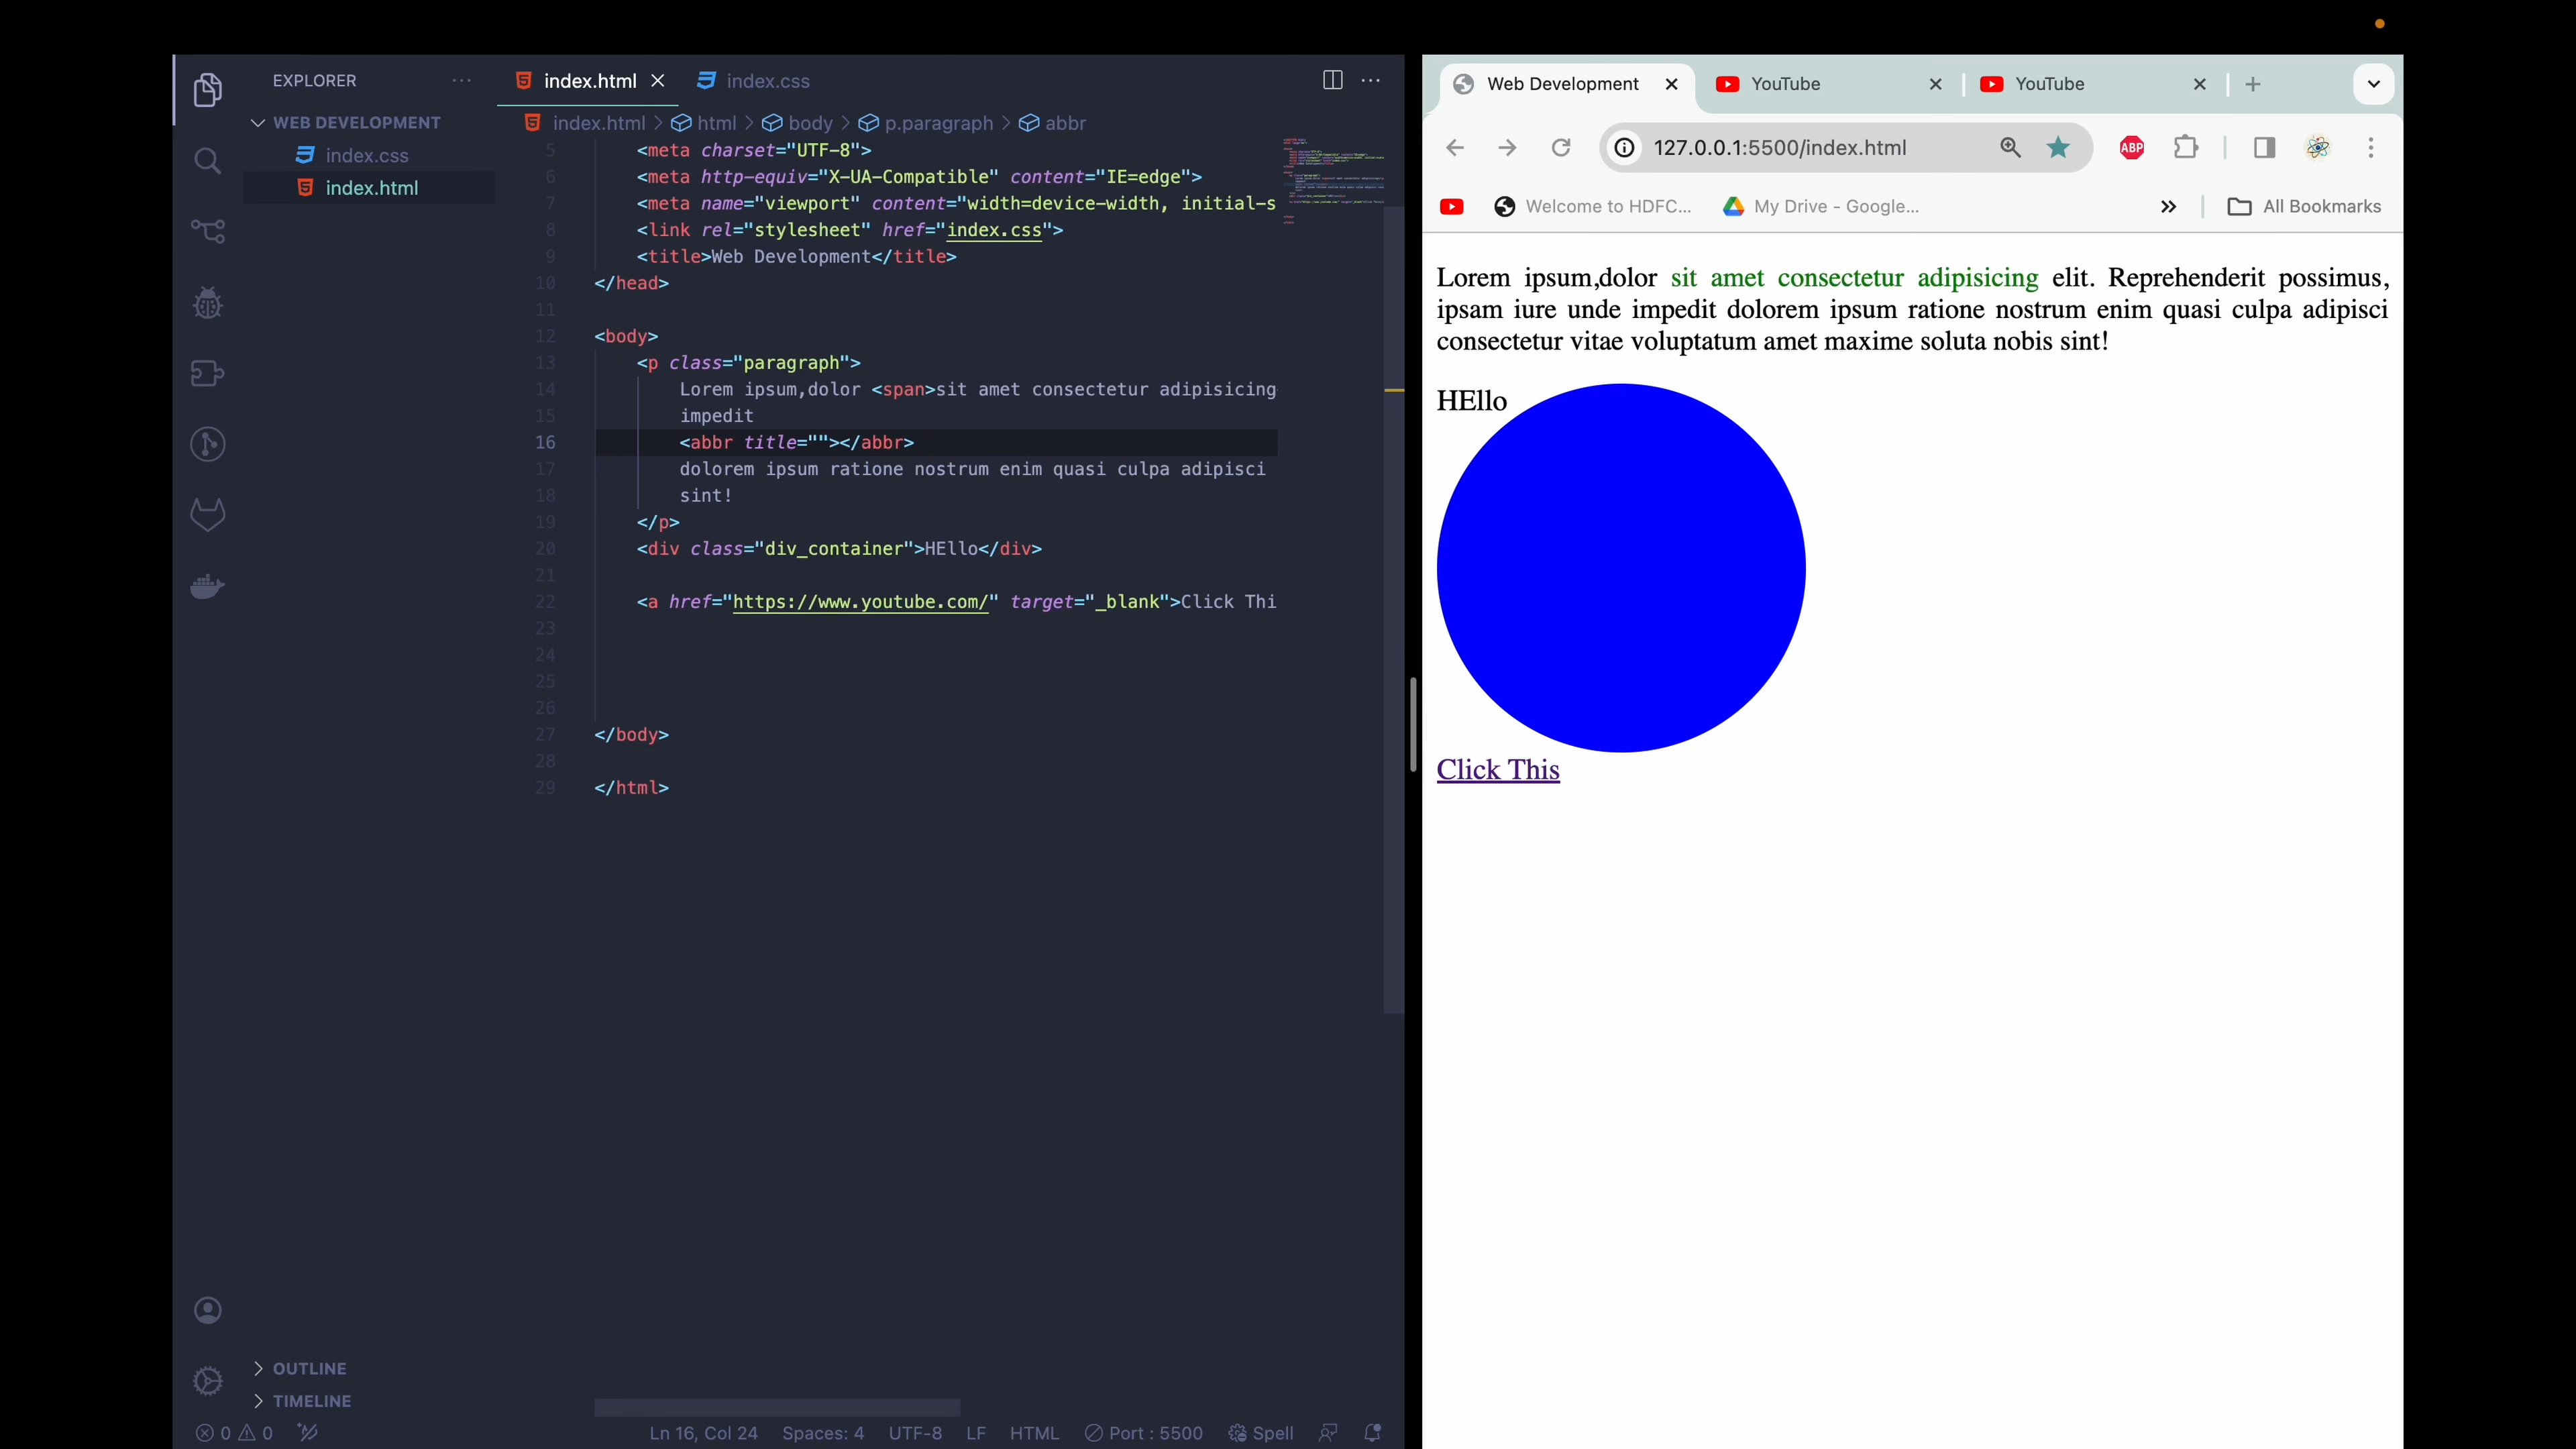 EXPLORER
WEB DEVELOPMENT
index.css
index.html
OUTLINE
TIMELINE
index.html
index.css
index.html > html > body > p.paragraph > abbr
5 <meta charset="UTF-8">
6 <meta http-equiv="X-UA-Compatible" content="IE=edge">
7 <meta name="viewport" content="width=device-width, initial-s
8 <link rel="stylesheet" href="index.css">
9 <title>Web Development</title>
10 </head>
11
12 <body>
13 <p class="paragraph">
14 Lorem ipsum,dolor <span>sit amet consectetur adipisicing
15 impedit
16 <abbr title=""></abbr>
17 dolorem ipsum ratione nostrum enim quasi culpa adipisci
18 sint!
19 </p>
20 <div class="div_container">HEllo</div>
21
22 <a href="https://www.youtube.com/" target="_blank">Click Thi
23
24
25
26
27 </body>
28
29 </html>
0 0
Ln 16, Col 24 Spaces: 4 UTF-8 LF HTML Port : 5500 Spell
Web Development YouTube YouTube
127.0.0.1:5500/index.html
ABP
Welcome to HDFC... My Drive - Google... » All Bookmarks
Lorem ipsum,dolor sit amet consectetur adipisicing elit. Reprehenderit possimus,
ipsam iure unde impedit dolorem ipsum ratione nostrum enim quasi culpa adipisci
consectetur vitae voluptatum amet maxime soluta nobis sint!
HEllo
Click This